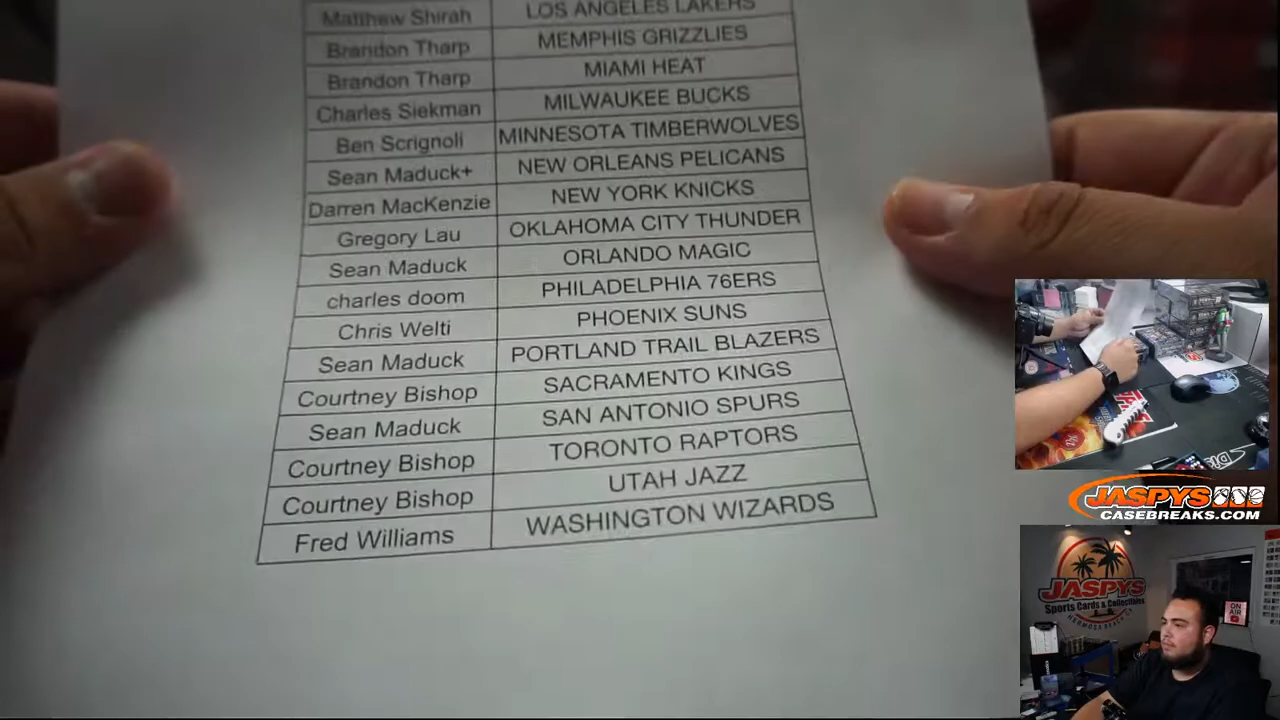 Matthew Shirah LOS ANGELES LAKERS
Brandon Tharp MEMPHIS GRIZZLIES
Brandon Tharp MIAMI HEAT
Charles Siekman MILWAUKEE BUCKS
Ben Scrignoli MINNESOTA TIMBERWOLVES
Sean Maduck+ NEW ORLEANS PELICANS
Darren MacKenzie NEW YORK KNICKS
Gregory Lau OKLAHOMA CITY THUNDER
Sean Maduck ORLANDO MAGIC
charles doom PHILADELPHIA 76ERS
Chris Welti PHOENIX SUNS
Sean Maduck PORTLAND TRAIL BLAZERS
Courtney Bishop SACRAMENTO KINGS
Sean Maduck SAN ANTONIO SPURS
Courtney Bishop TORONTO RAPTORS
Courtney Bishop UTAH JAZZ
Fred Williams WASHINGTON WIZARDS
JASPYS
CASEBREAKS.COM
JASPYS
Sports Cards & Collectibles
HERMOSA BEACH
ON
AIR